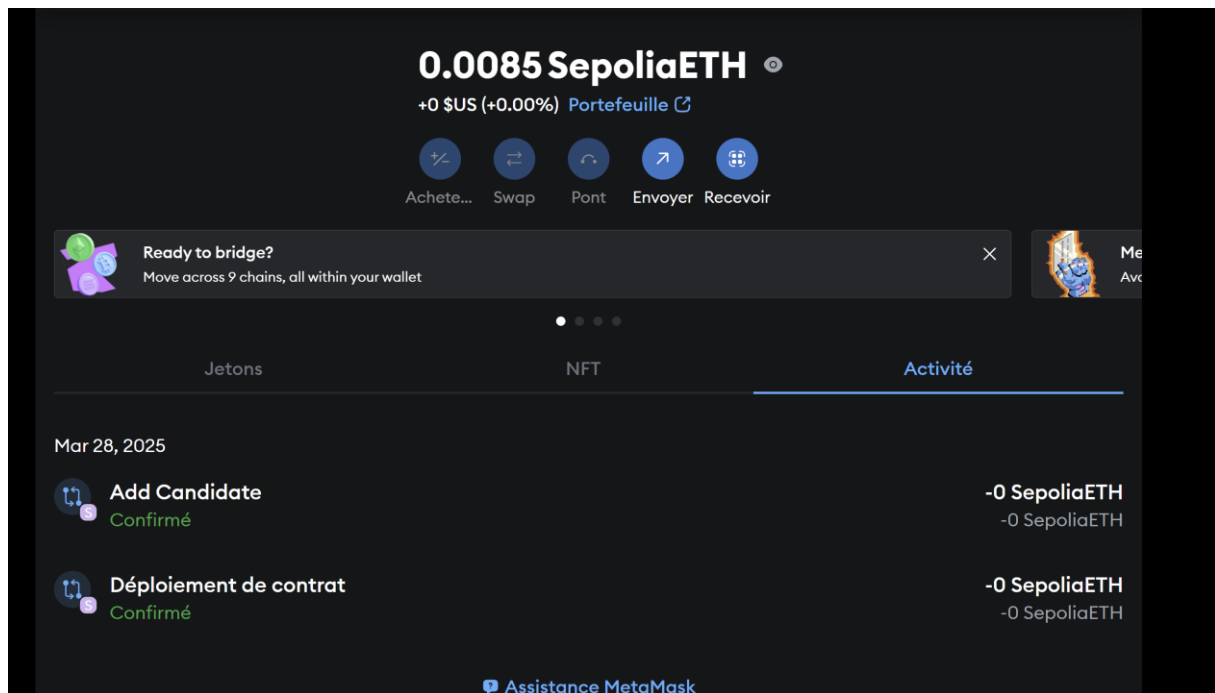 0.0085 SepoliaETH
+0 $US (+0.00%) Portefeuille
Achete... Swap Pont Envoyer Recevoir
Ready to bridge?
Move across 9 chains, all within your wallet
Me
Ava
Jetons NFT Activité
Mar 28, 2025
Add Candidate
-0 SepoliaETH
Confirmé
-0 SepoliaETH
S
Déploiement de contrat
-0 SepoliaETH
Confirmé
-0 SepoliaETH
S
Assistance MetaMask